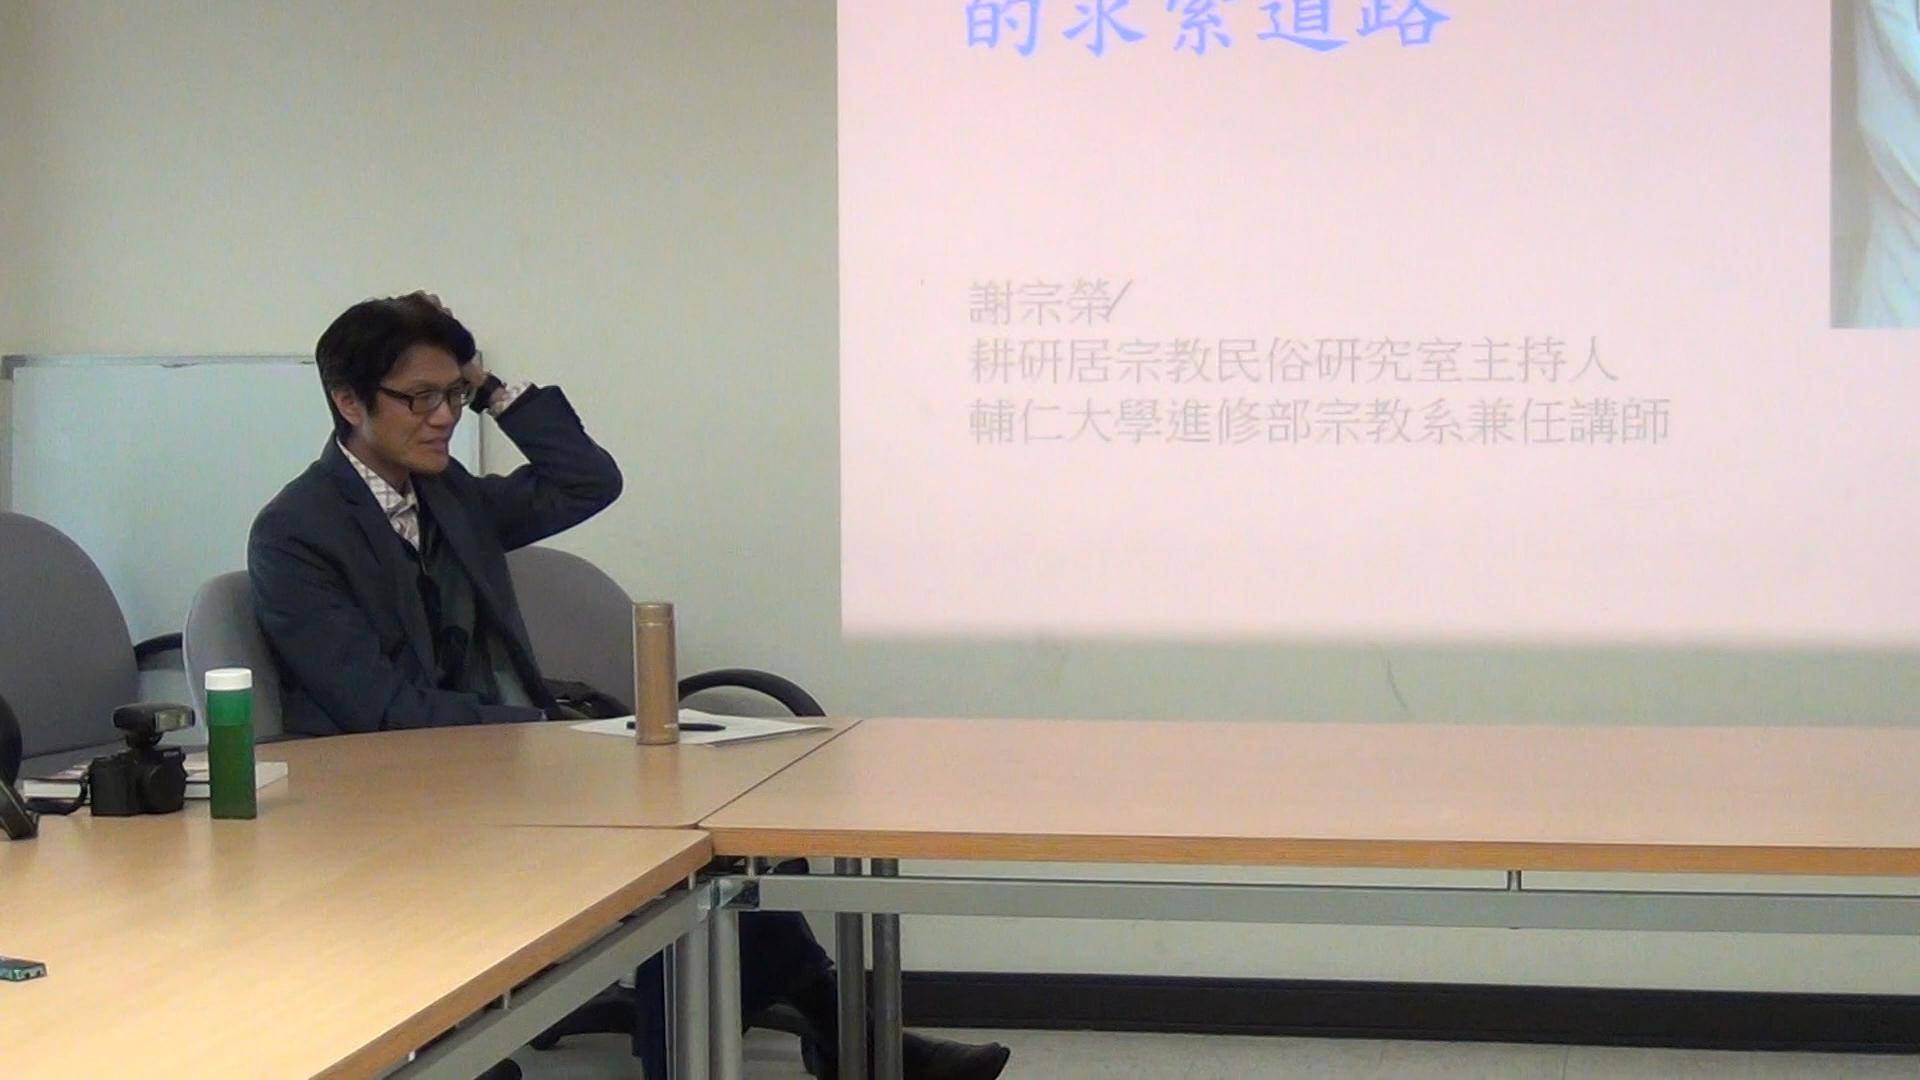 的求索道路
謝宗榮/
耕研居宗教民俗研究室主持人
輔仁大學進修部宗教系兼任講師